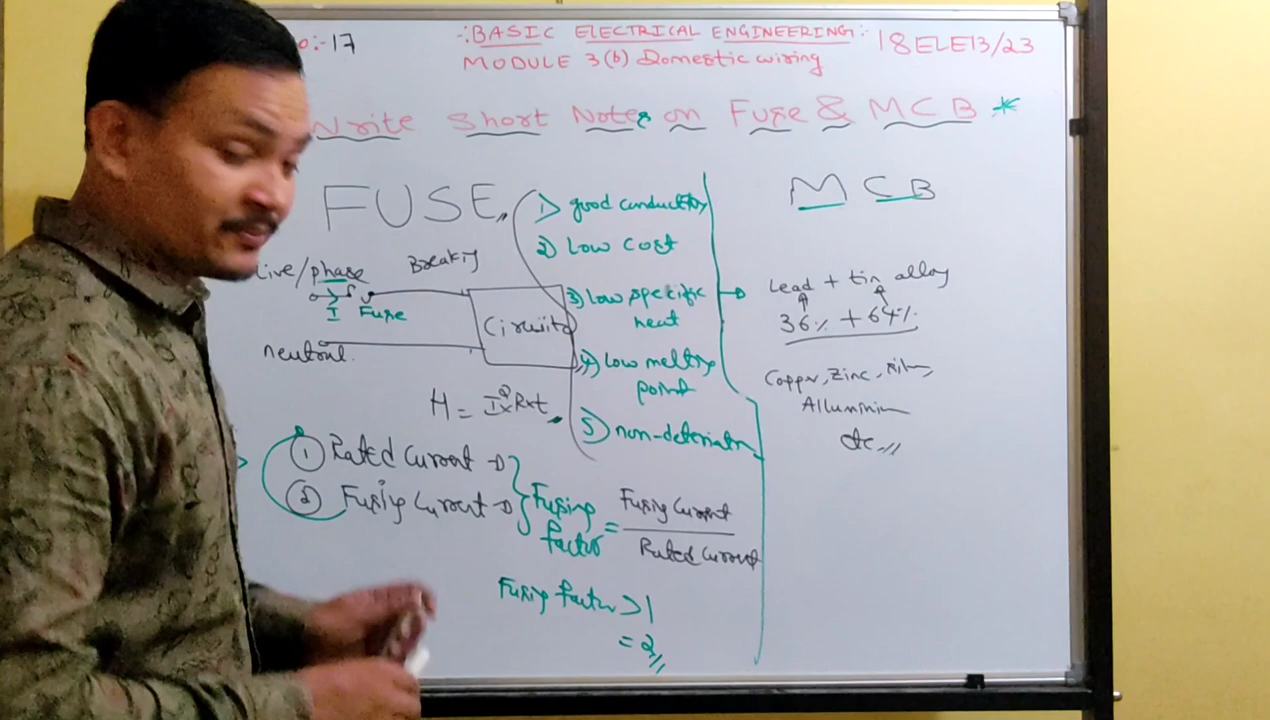 o:- 17
-: BASIC ELECTRICAL ENGINEERING:- 18ELE13/23
MODULE 3(b) Domestic wiring
Write Short Notes on Fuse & MCB *
FUSE
Live/phase
I
Fuse
Breaking
Circuits
neutral.
H = I²xRxt
1) good conductivity
2) Low cost
3) Low specific
heat
4) Low melting
point
5) non-deterioration
① Rated Current
② Fusing Current
Fusing
factor
= Fusing Current
Rated Current
Fusing factor > 1
= 2//
MCB
Lead + tin alloy
36% + 64%
Copper, Zinc, Silver,
Alluminium
etc.//